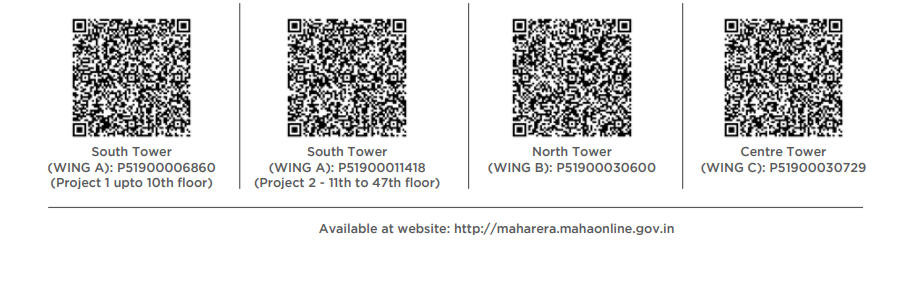 South Tower
(WING A): P51900006860
(Project 1 upto 10th floor)
South Tower
(WING A): P51900011418
(Project 2 - 11th to 47th floor)
North Tower
(WING B): P51900030600
Centre Tower
(WING C): P51900030729
Available at website: http://maharera.mahaonline.gov.in